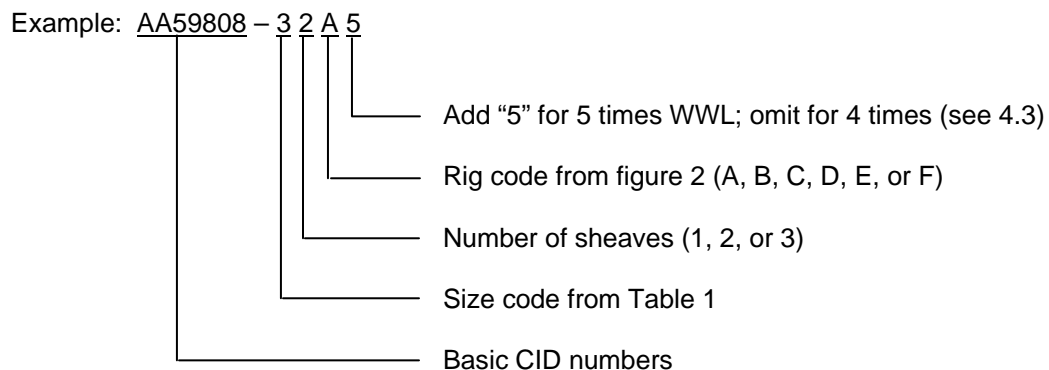 Example: AA59808 – 3 2 A 5
Add “5” for 5 times WWL; omit for 4 times (see 4.3)
Rig code from figure 2 (A, B, C, D, E, or F)
Number of sheaves (1, 2, or 3)
Size code from Table 1
Basic CID numbers